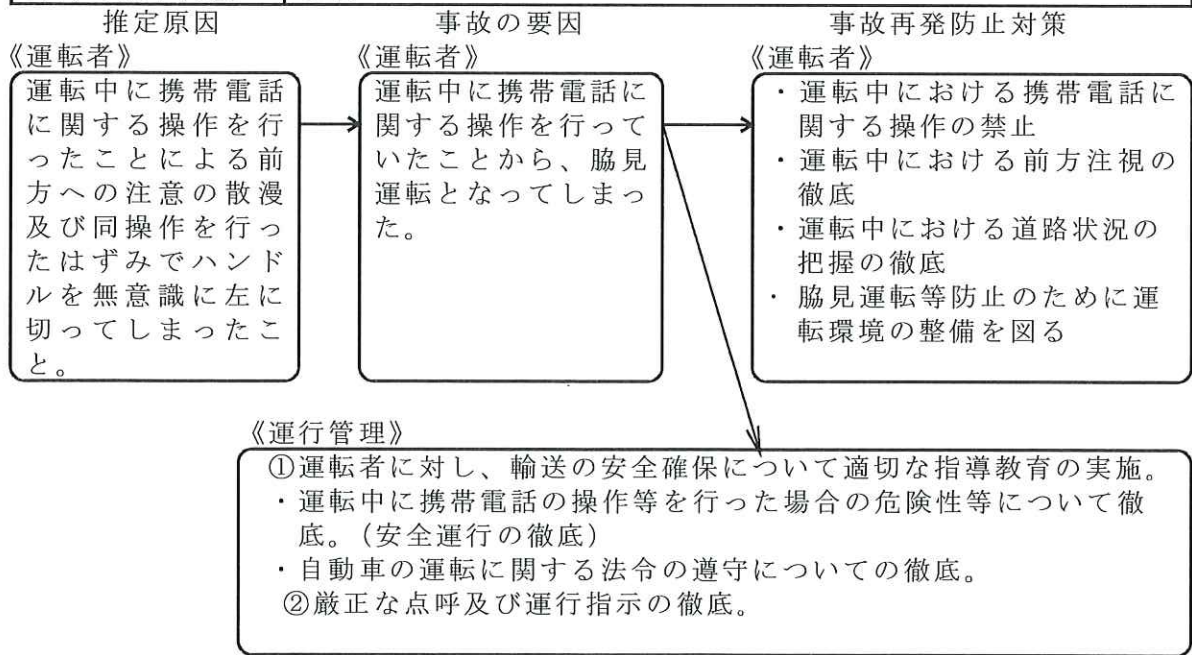 推定原因
事故の要因
事故再発防止対策
《運転者》
運転中に携帯電話
に関する操作を行
ったことによる前
方への注意の散漫
及び同操作を行っ
たはずみでハンド
ルを無意識に左に
切ってしまったこ
と。
《運転者》
運転中に携帯電話に
関する操作を行って
いたことから、脇見
運転となってしまっ
た。
《運転者》
・運転中における携帯電話に
関する操作の禁止
・運転中における前方注視の
徹底
・運転中における道路状況の
把握の徹底
・脇見運転等防止のために運
転環境の整備を図る
《運行管理》
①運転者に対し、輸送の安全確保について適切な指導教育の実施。
・運転中に携帯電話の操作等を行った場合の危険性等について徹
底。(安全運行の徹底)
・自動車の運転に関する法令の遵守についての徹底。
②厳正な点呼及び運行指示の徹底。